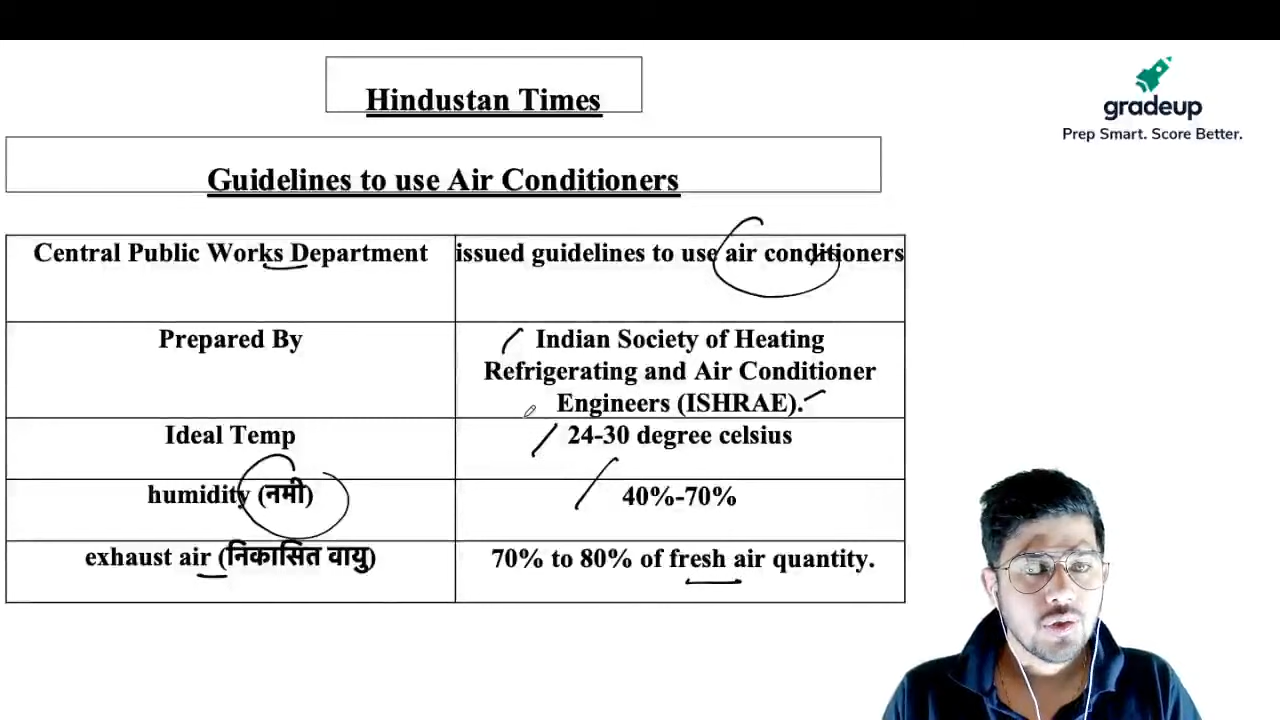 Hindustan Times
gradeup
Prep Smart. Score Better.
Guidelines to use Air Conditioners
Central Public Works Department
issued guidelines to use air conditioners
Prepared By
Indian Society of Heating
Refrigerating and Air Conditioner
Engineers (ISHRAE).
Ideal Temp
24-30 degree celsius
humidity (नमी)
40%-70%
exhaust air (निकासित वायु)
70% to 80% of fresh air quantity.